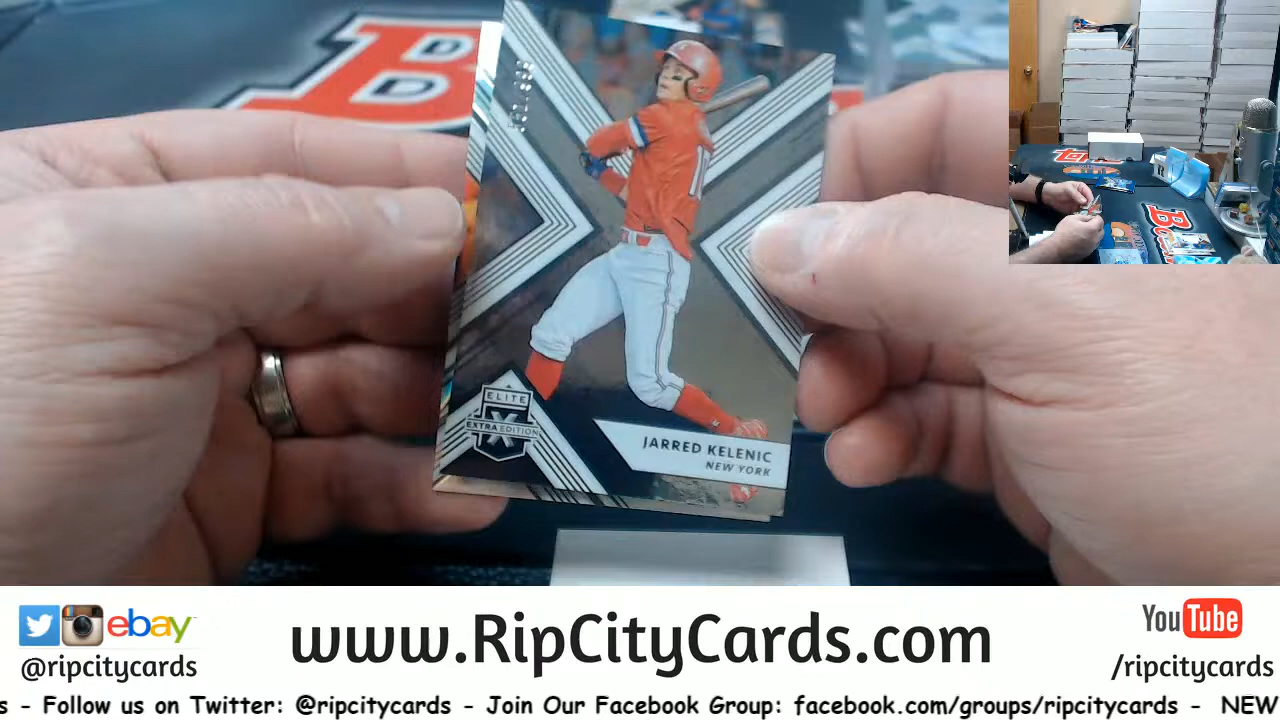 B
D
D
1
ELITE
X
EXTRA EDITION
JARRED KELENIC
NEW YORK
ebay
@ripcitycards
www.RipCityCards.com
YouTube
/ripcitycards
s - Follow us on Twitter: @ripcitycards - Join Our Facebook Group: facebook.com/groups/ripcitycards - NEW